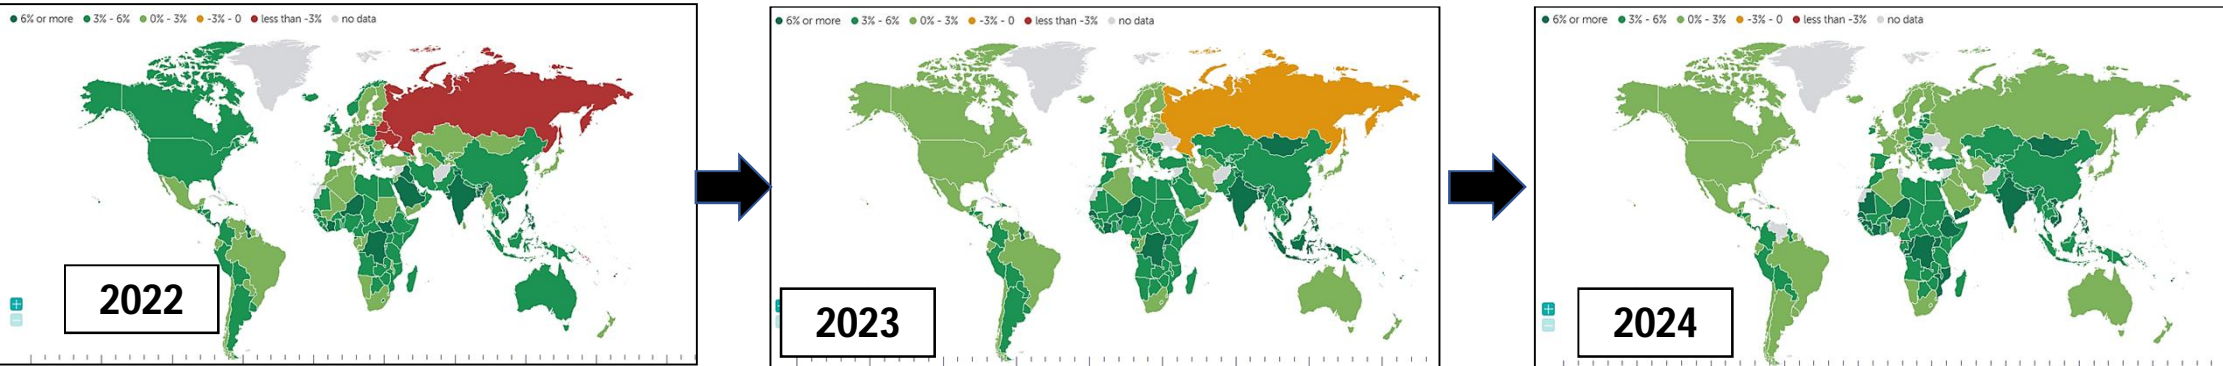 6% or more 3% - 6% 0% - 3% -3% - 0 less than -3% no data
2022
6% or more 3% - 6% 0% - 3% -3% - 0 less than -3% no data
2023
6% or more 3% - 6% 0% - 3% -3% - 0 less than -3% no data
2024